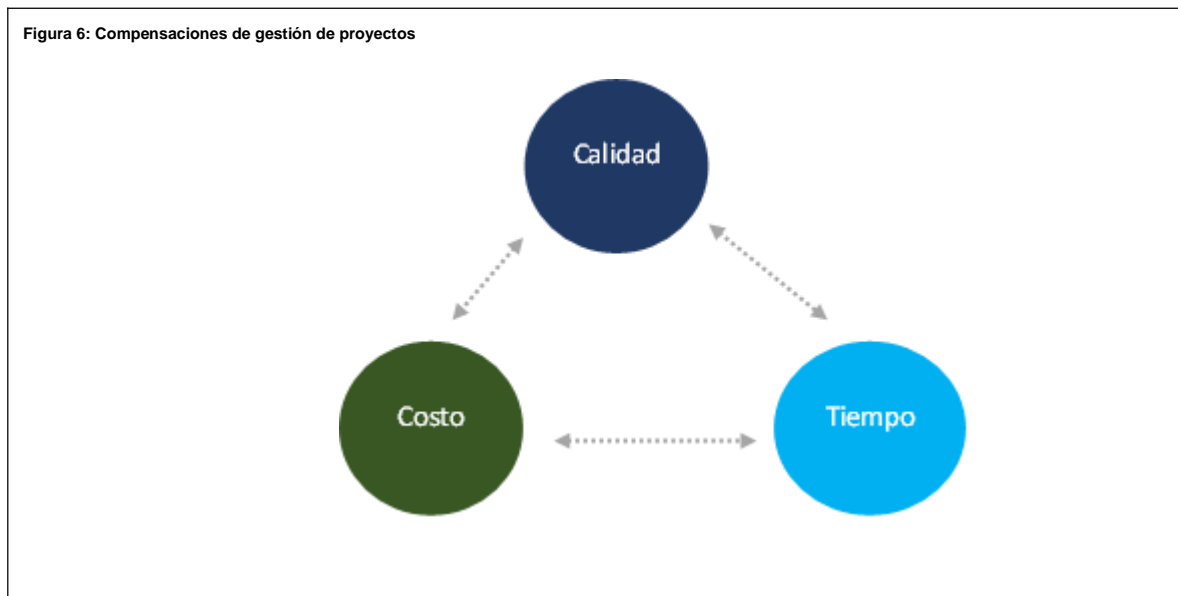 Figura 6: Compensaciones de gestión de proyectos
Calidad
Costo
Tiempo